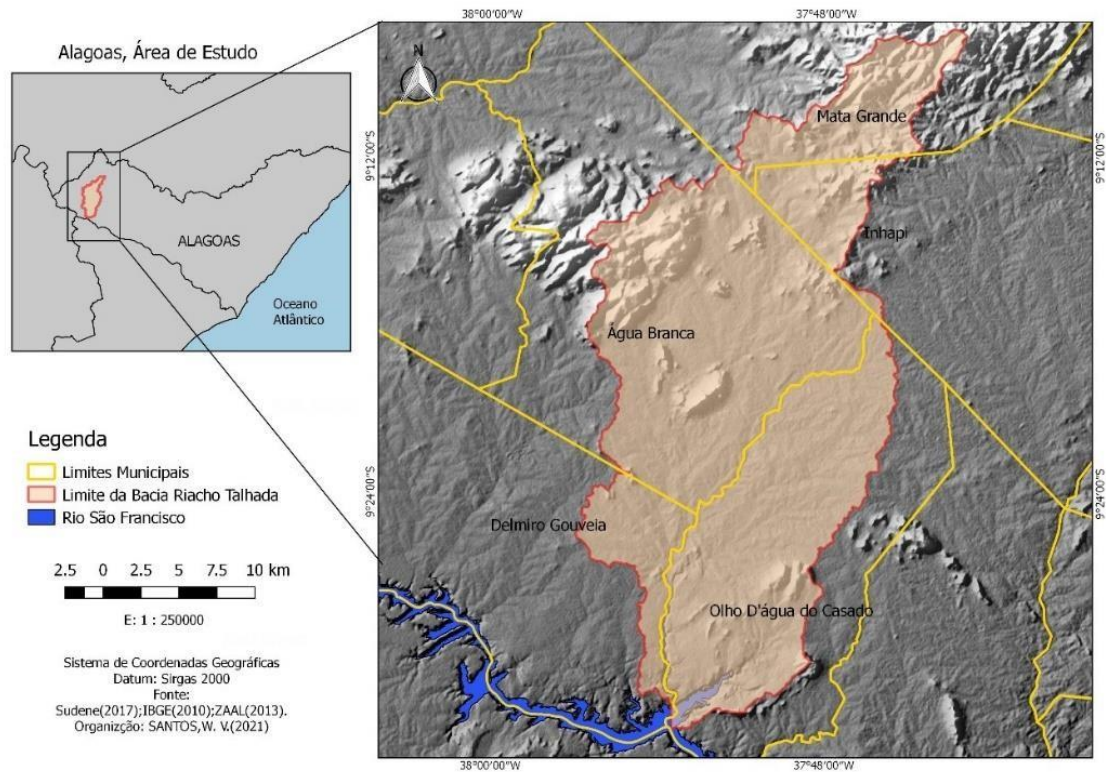 Alagoas, Área de Estudo
ALAGOAS
Oceano
Atlântico
Legenda
Limites Municipais
Limite da Bacia Riacho Talhada
Rio São Francisco
2.5 0 2.5 5 7.5 10 km
E: 1 : 250000
Sistema de Coordenadas Geográficas
Datum: Sirgas 2000
Fonte:
Sudene(2017);IBGE(2010);ZAAL(2013).
Organizção: SANTOS,W. V.(2021)
38°00'00"W
37°48'00"W
N
Mata Grande
9°12'00"S
9°12'00"S
Inhapi
Água Branca
9°24'00"S
9°24'00"S
Delmiro Gouveia
Olho D'água do Casado
38°00'00"W
37°48'00"W